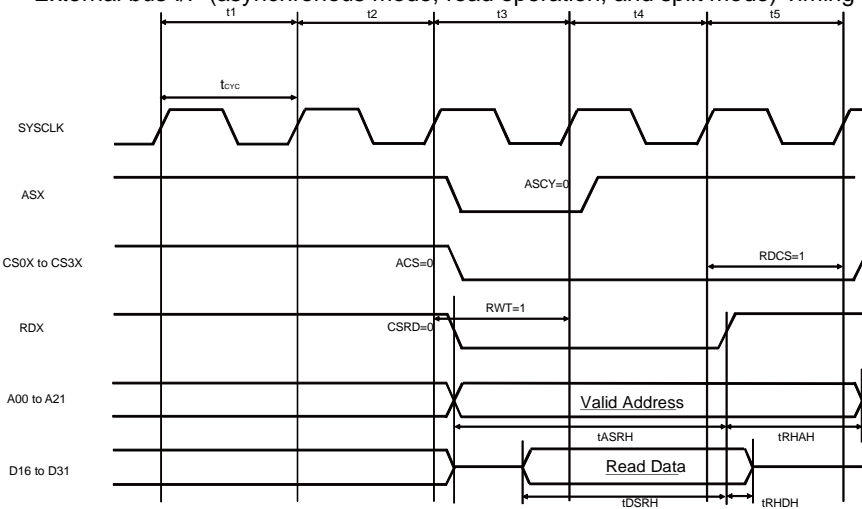 External bus I/F (asynchronous mode, read operation, and split mode) Timing
t1 t2 t3 t4 t5
tCYC
SYSCLK
ASX
ASCY=0
CS0X to CS3X
ACS=0
RDCS=1
RWT=1
RDX
CSRD=0
A00 to A21
Valid Address
tASRH
tRHAH
D16 to D31
Read Data
tDSRH
tRHDH